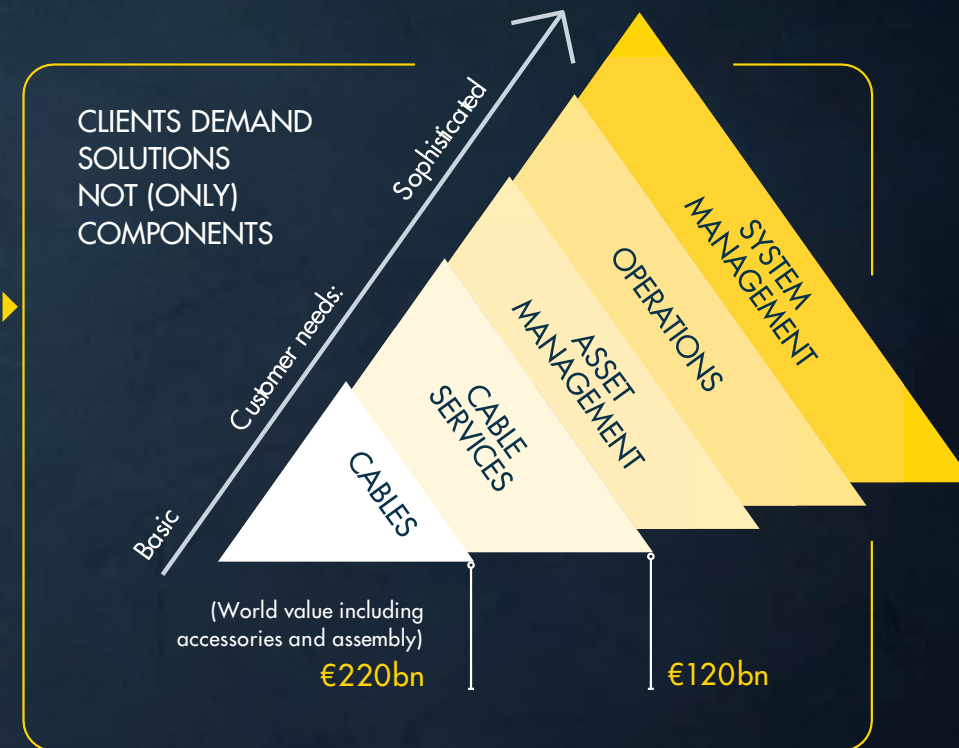 CLIENTS DEMAND
SOLUTIONS
NOT (ONLY)
COMPONENTS
Basic
Customer needs:
Sophisticated
CABLES
CABLE
SERVICES
ASSET
MANAGEMENT
OPERATIONS
SYSTEM
MANAGEMENT
(World value including
accessories and assembly)
€220bn
€120bn